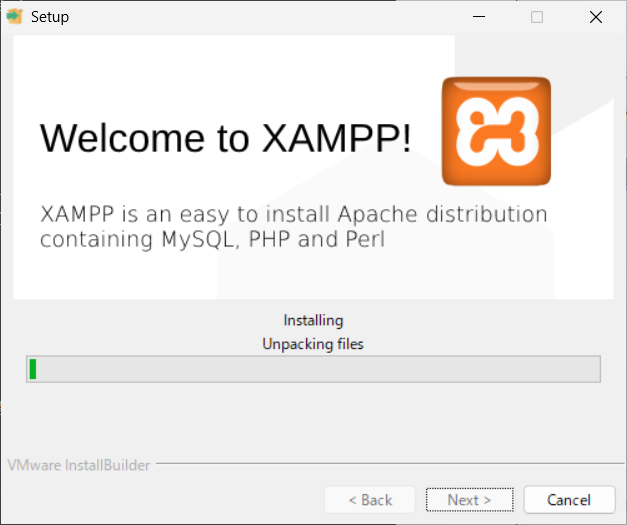 Setup
Welcome to XAMPP!
XAMPP is an easy to install Apache distribution
containing MySQL, PHP and Perl
Installing
Unpacking files
VMware InstallBuilder
< Back
Next >
Cancel